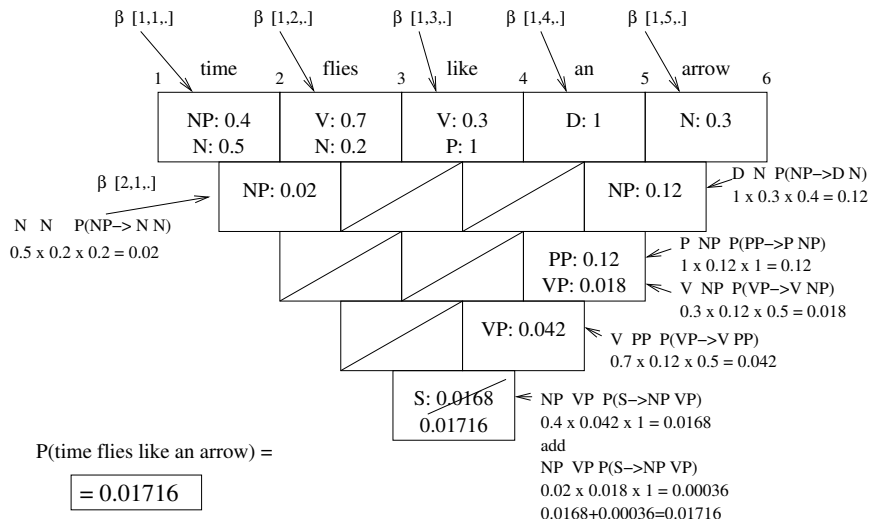 β [1,1,.] β [1,2,.] β [1,3,.] β [1,4,.] β [1,5,.]
time flies like an arrow
1 2 3 4 5 6
NP: 0.4 V: 0.7 V: 0.3 D: 1 N: 0.3
N: 0.5 N: 0.2 P: 1
β [2,1,.]
NP: 0.02 NP: 0.12
D N P(NP−>D N)
1 x 0.3 x 0.4 = 0.12
N N P(NP−> N N)
0.5 x 0.2 x 0.2 = 0.02
PP: 0.12
VP: 0.018
P NP P(PP−>P NP)
1 x 0.12 x 1 = 0.12
V NP P(VP−>V NP)
0.3 x 0.12 x 0.5 = 0.018
VP: 0.042
V PP P(VP−>V PP)
0.7 x 0.12 x 0.5 = 0.042
S: 0.0168
0.01716
NP VP P(S−>NP VP)
0.4 x 0.042 x 1 = 0.0168
add
NP VP P(S−>NP VP)
0.02 x 0.018 x 1 = 0.00036
0.0168+0.00036=0.01716
P(time flies like an arrow) =
= 0.01716